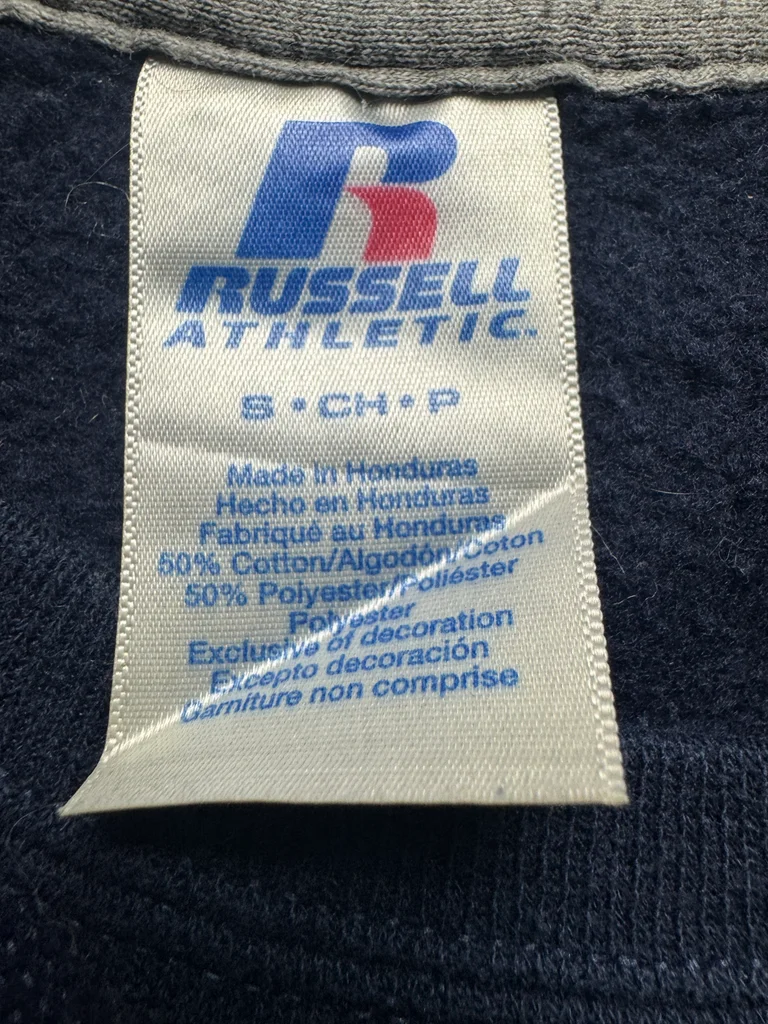 RUSSELL
ATHLETIC.
S • CH • P
Made in Honduras
Hecho en Honduras
Fabriqué au Honduras
50% Cotton/Algodón/Coton
50% Polyester/Poliéster
Polyester
Exclusive of decoration
Excepto decoración
Garniture non comprise